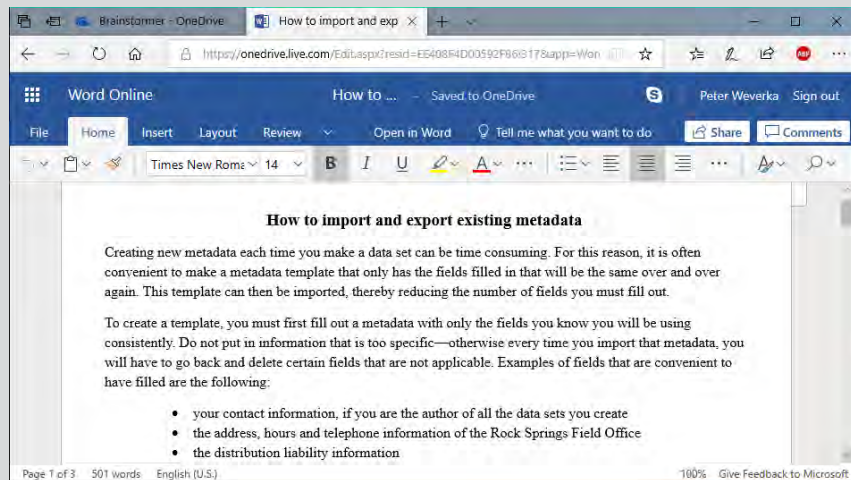 Brainstormer - OneDrive How to import and exp
onedrive.live.com
Word Online How to ... - Saved to OneDrive Peter Weverka Sign out
File Home Insert Layout Review Open in Word Tell me what you want to do Share Comments
Times New Roma 14 B I U A ... ... A
How to import and export existing metadata
Creating new metadata each time you make a data set can be time consuming. For this reason, it is often
convenient to make a metadata template that only has the fields filled in that will be the same over and over
again. This template can then be imported, thereby reducing the number of fields you must fill out.
To create a template, you must first fill out a metadata with only the fields you know you will be using
consistently. Do not put in information that is too specific—otherwise every time you import that metadata, you
will have to go back and delete certain fields that are not applicable. Examples of fields that are convenient to
have filled are the following:
• your contact information, if you are the author of all the data sets you create
• the address, hours and telephone information of the Rock Springs Field Office
• the distribution liability information
Page 1 of 3 501 words English (U.S.) 100% Give Feedback to Microsoft